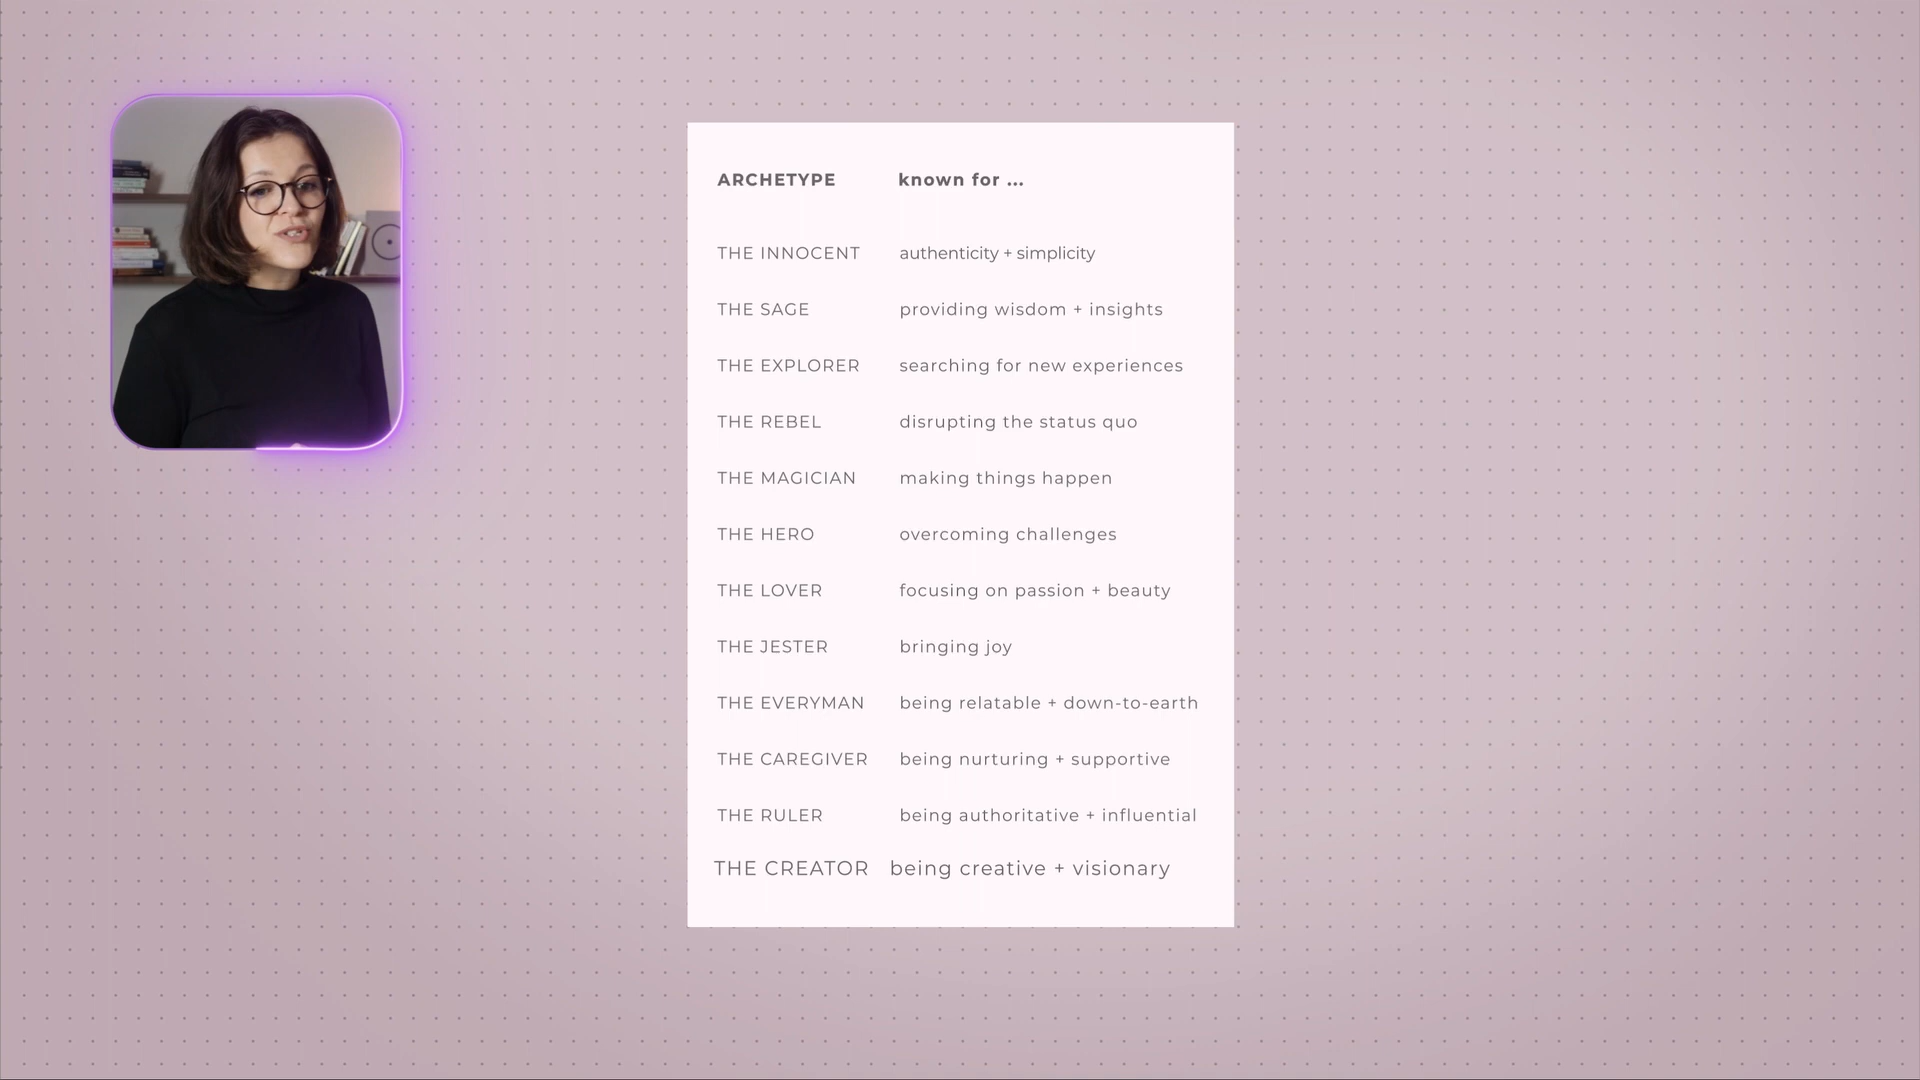 ARCHETYPE known for ...
THE INNOCENT authenticity + simplicity
THE SAGE providing wisdom + insights
THE EXPLORER searching for new experiences
THE REBEL disrupting the status quo
THE MAGICIAN making things happen
THE HERO overcoming challenges
THE LOVER focusing on passion + beauty
THE JESTER bringing joy
THE EVERYMAN being relatable + down-to-earth
THE CAREGIVER being nurturing + supportive
THE RULER being authoritative + influential
THE CREATOR being creative + visionary